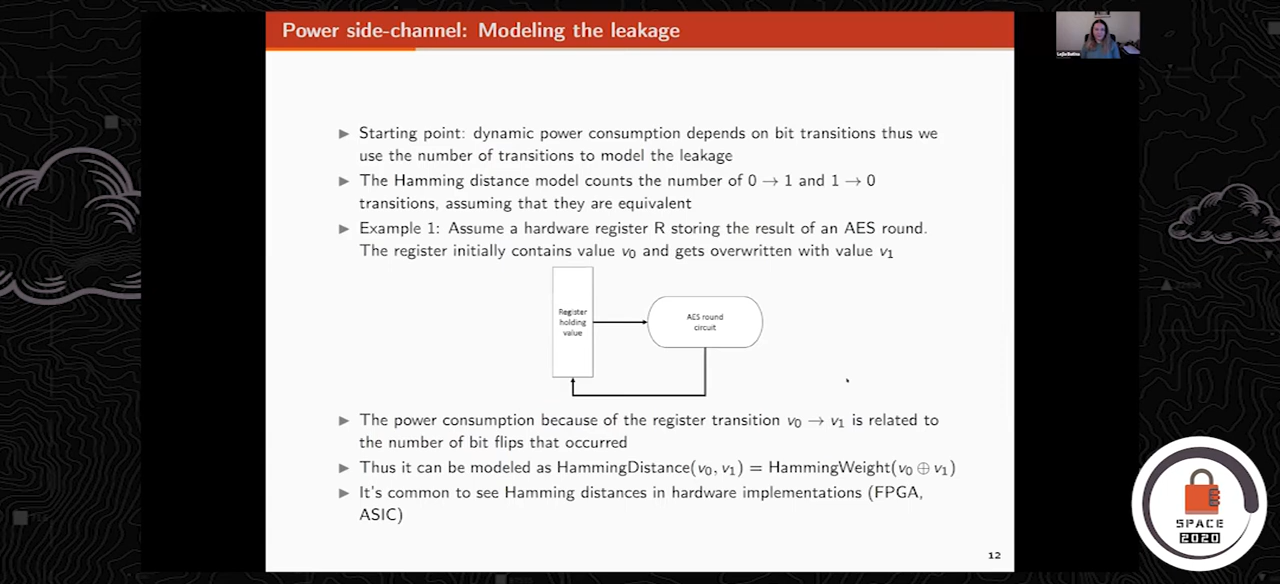 Power side-channel: Modeling the leakage
▶ Starting point: dynamic power consumption depends on bit transitions thus we
use the number of transitions to model the leakage
▶ The Hamming distance model counts the number of 0 → 1 and 1 → 0
transitions, assuming that they are equivalent
▶ Example 1: Assume a hardware register R storing the result of an AES round.
The register initially contains value v₀ and gets overwritten with value v₁
Register
holding
value
AES round
circuit
▶ The power consumption because of the register transition v₀ → v₁ is related to
the number of bit flips that occurred
▶ Thus it can be modeled as HammingDistance(v₀, v₁) = HammingWeight(v₀ ⊕ v₁)
▶ It's common to see Hamming distances in hardware implementations (FPGA,
ASIC)
12
Lejla Batina
SPACE
2020